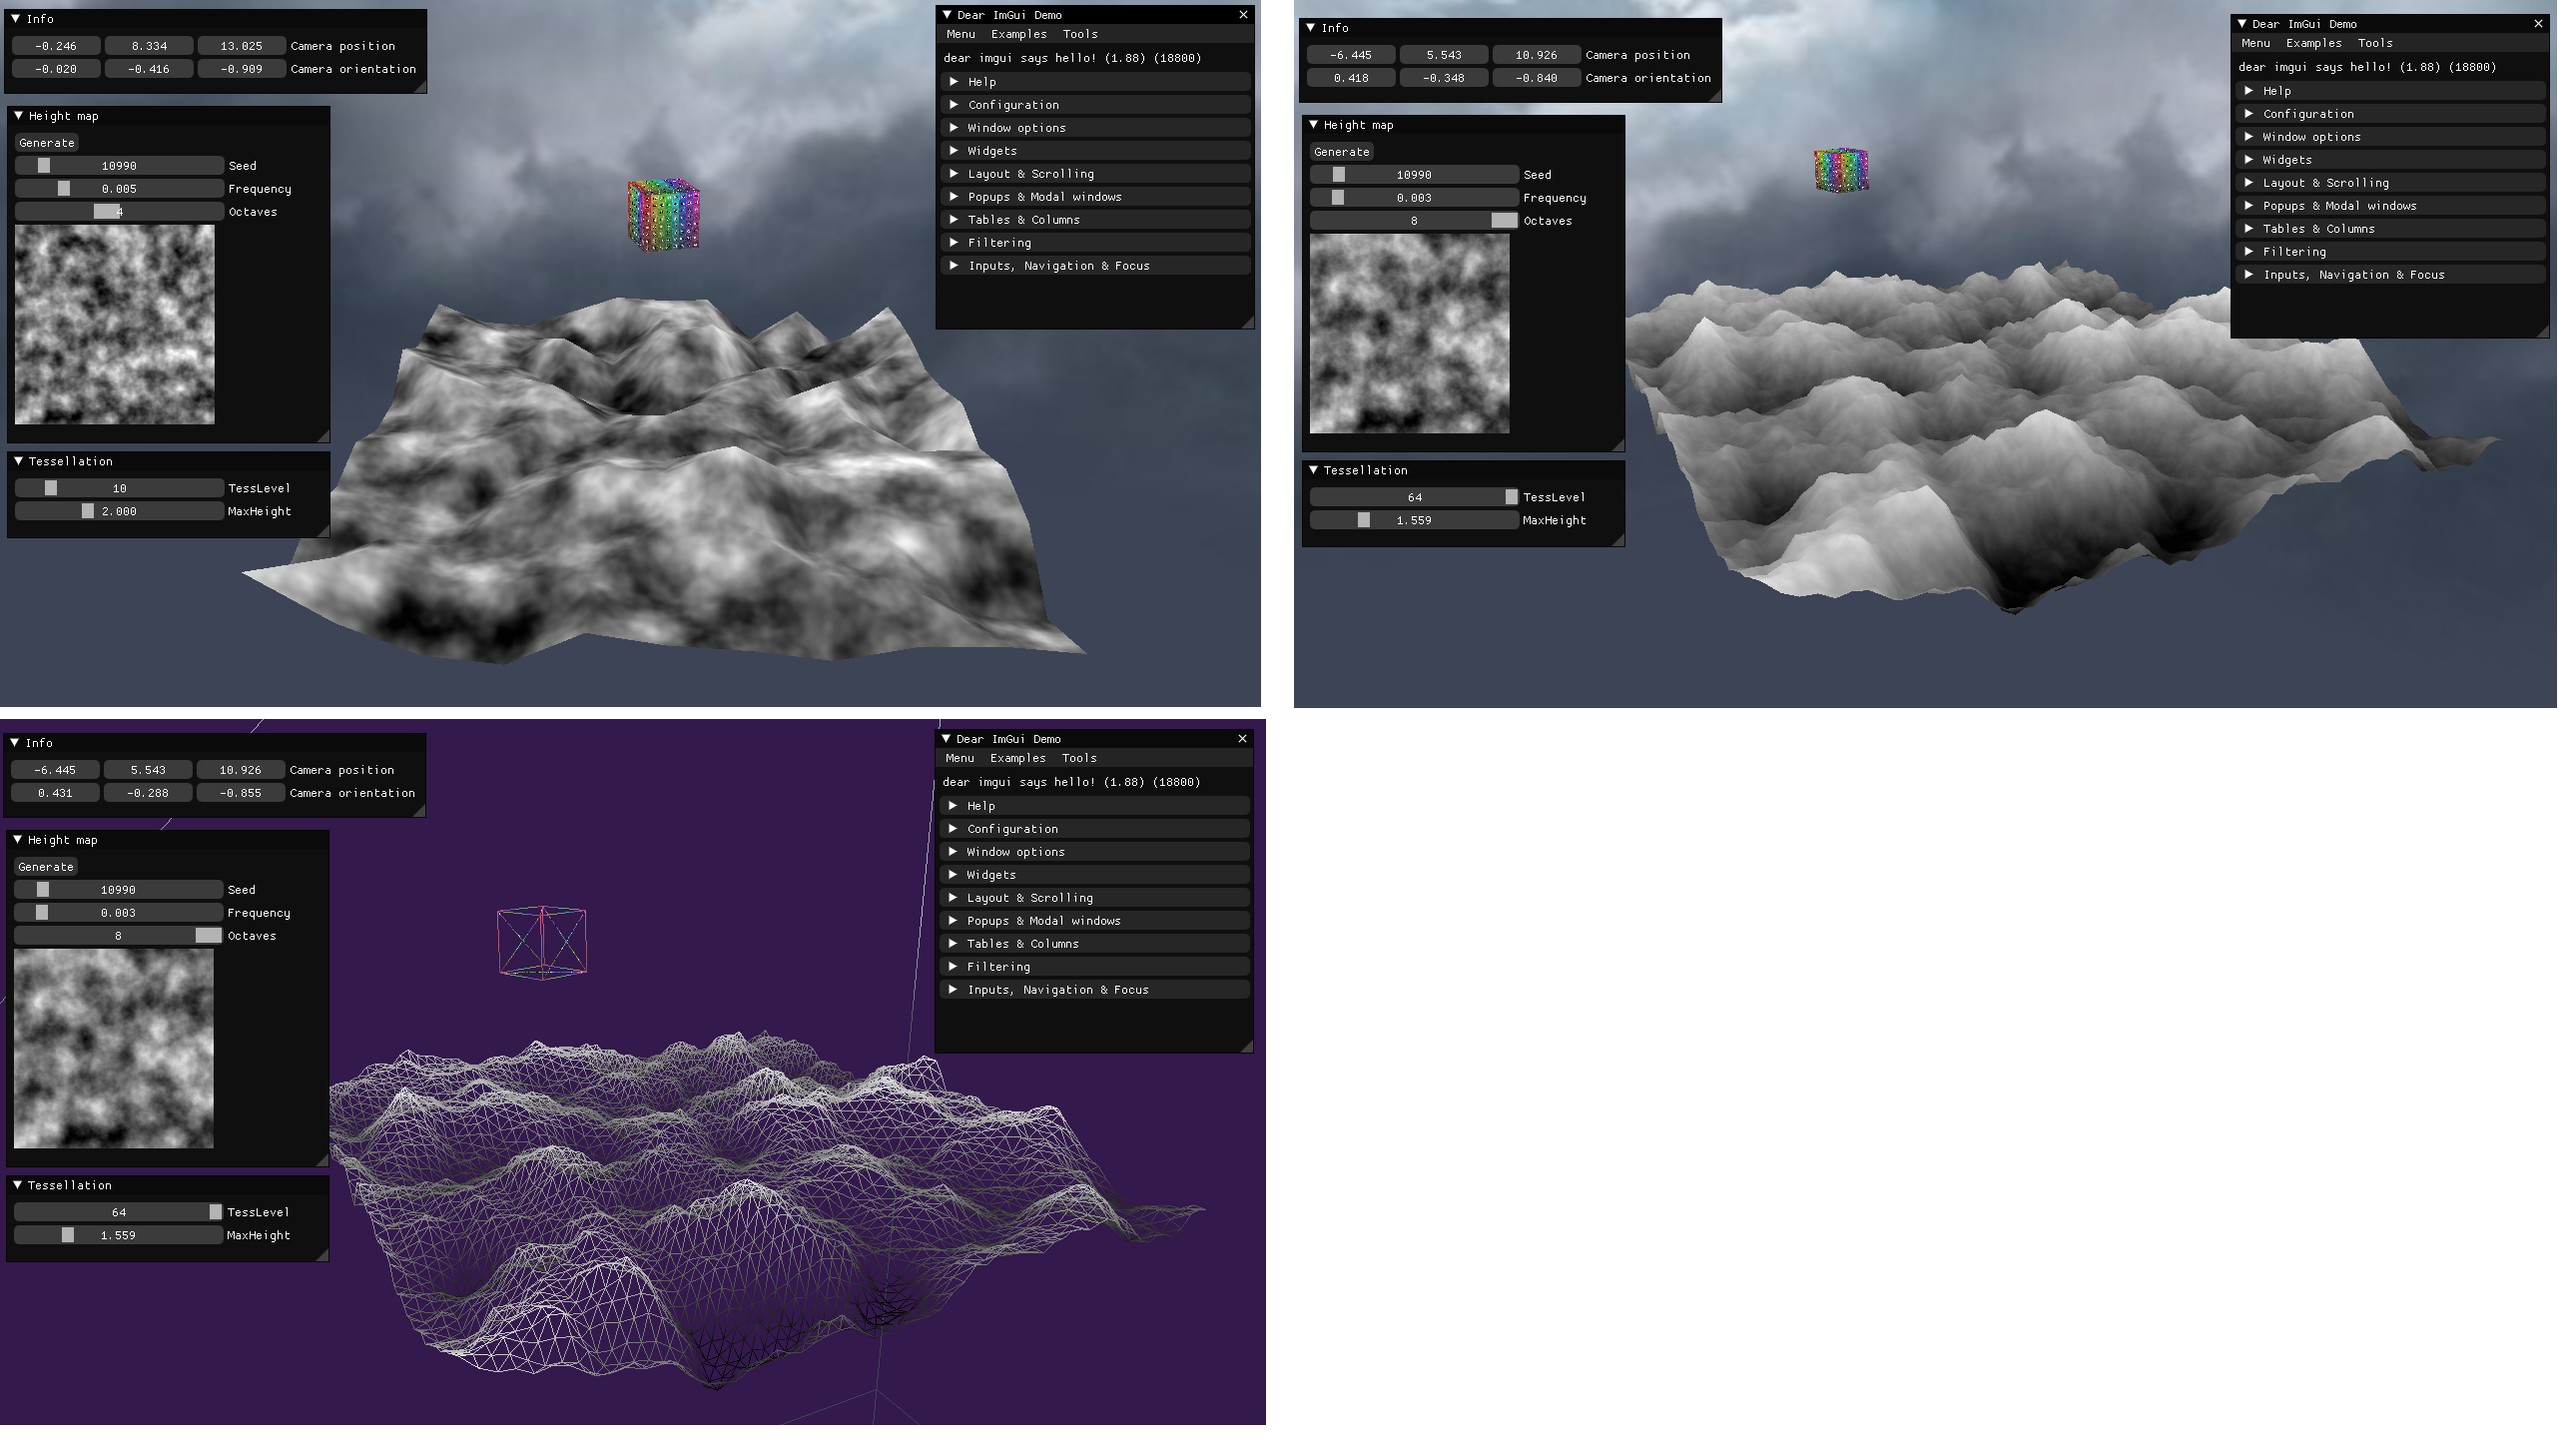 Info
-0.246 8.334 13.025 Camera position
-0.020 -0.416 -0.909 Camera orientation
Height map
Generate
10990 Seed
0.005 Frequency
4 Octaves
Tessellation
10 TessLevel
2.000 MaxHeight
Dear ImGui Demo
Menu Examples Tools
dear imgui says hello! (1.88) (18800)
Help
Configuration
Window options
Widgets
Layout & Scrolling
Popups & Modal windows
Tables & Columns
Filtering
Inputs, Navigation & Focus
Info
-6.445 5.543 10.926 Camera position
0.418 -0.348 -0.840 Camera orientation
Height map
Generate
10990 Seed
0.003 Frequency
8 Octaves
Tessellation
64 TessLevel
1.559 MaxHeight
Dear ImGui Demo
Menu Examples Tools
dear imgui says hello! (1.88) (18800)
Help
Configuration
Window options
Widgets
Layout & Scrolling
Popups & Modal windows
Tables & Columns
Filtering
Inputs, Navigation & Focus
Info
-6.445 5.543 10.926 Camera position
0.431 -0.288 -0.855 Camera orientation
Height map
Generate
10990 Seed
0.003 Frequency
8 Octaves
Tessellation
64 TessLevel
1.559 MaxHeight
Dear ImGui Demo
Menu Examples Tools
dear imgui says hello! (1.88) (18800)
Help
Configuration
Window options
Widgets
Layout & Scrolling
Popups & Modal windows
Tables & Columns
Filtering
Inputs, Navigation & Focus